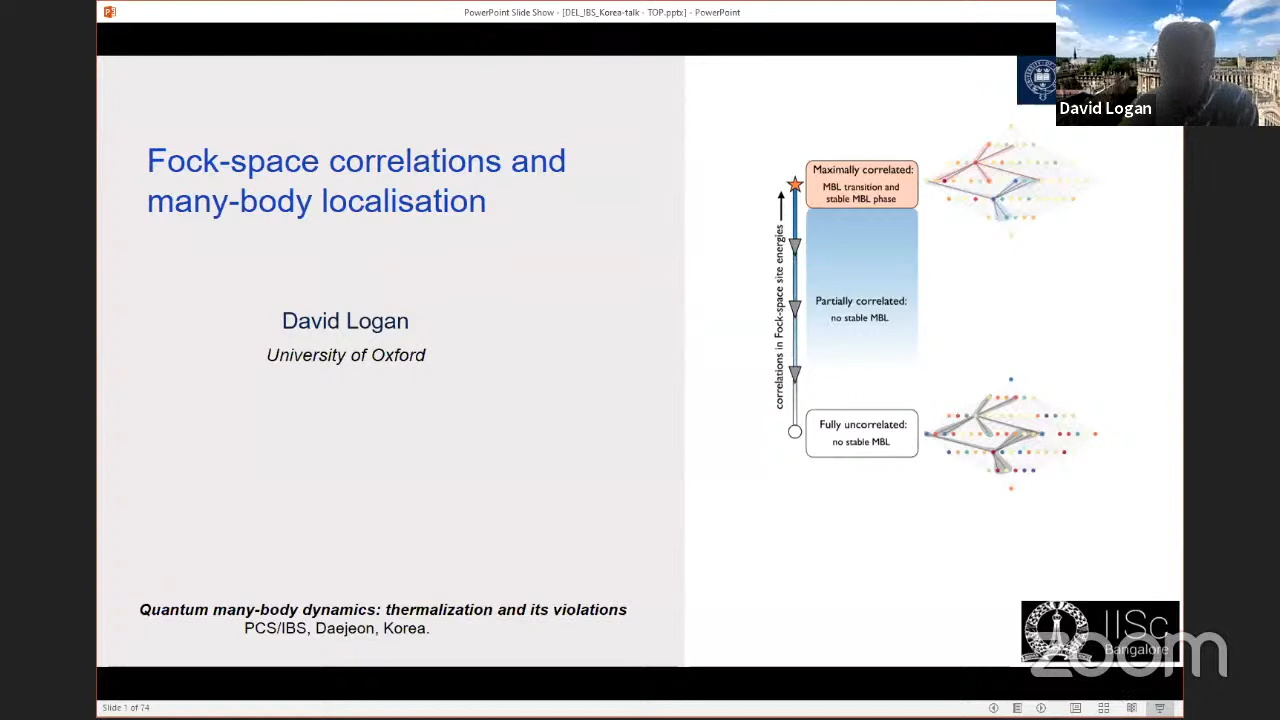 PowerPoint Slide Show - [DEL_IBS_Korea-talk - TOP.pptx] - PowerPoint
David Logan
Fock-space correlations and
many-body localisation
David Logan
University of Oxford
Quantum many-body dynamics: thermalization and its violations
PCS/IBS, Daejeon, Korea.
correlations in Fock-space site energies
Maximally correlated:
MBL transition and
stable MBL phase
Partially correlated:
no stable MBL
Fully uncorrelated:
no stable MBL
IISc
Bangalore
zoom
Slide 1 of 74